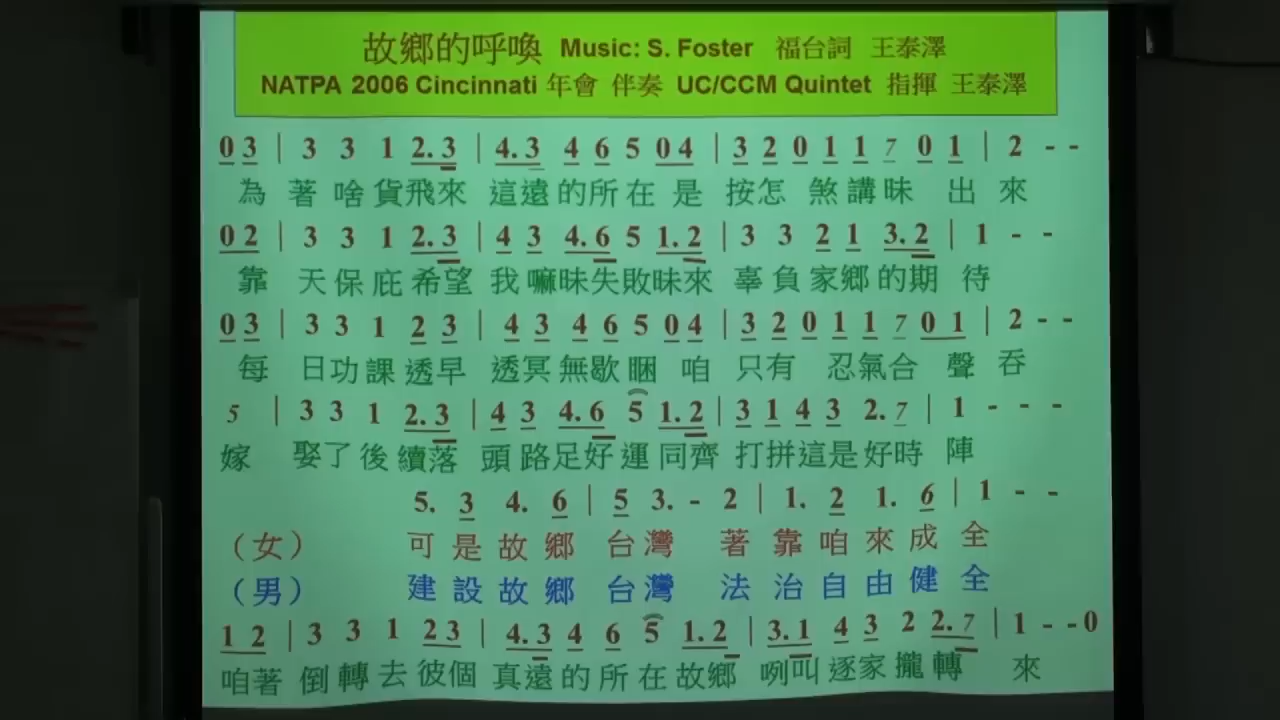 故鄉的呼喚 Music: S. Foster 福台詞 王泰澤
NATPA 2006 Cincinnati 年會 伴奏 UC/CCM Quintet 指揮 王泰澤
0 3 | 3 3 1 2. 3 | 4. 3 4 6 5 0 4 | 3 2 0 1 1 7 0 1 | 2 - -
為 著 啥 貨 飛 來 這 遠 的 所 在 是 按 怎 煞 講 昧 出 來
0 2 | 3 3 1 2. 3 | 4 3 4. 6 5 1. 2 | 3 3 2 1 3. 2 | 1 - -
靠 天 保 庇 希 望 我 嘛 昧 失 敗 昧 來 辜 負 家 鄉 的 期 待
0 3 | 3 3 1 2 3 | 4 3 4 6 5 0 4 | 3 2 0 1 1 7 0 1 | 2 - -
每 日 功 課 透 早 透 冥 無 歇 睏 咱 只 有 忍 氣 合 聲 吞
5 | 3 3 1 2. 3 | 4 3 4. 6 5 1. 2 | 3 1 4 3 2. 7 | 1 - - -
嫁 娶 了 後 續 落 頭 路 足 好 運 同 齊 打 拼 這 是 好 時 陣
5. 3 4. 6 | 5 3. - 2 | 1. 2 1. 6 | 1 - -
（女） 可 是 故 鄉 台 灣 著 靠 咱 來 成 全
（男） 建 設 故 鄉 台 灣 法 治 自 由 健 全
1 2 | 3 3 1 2 3 | 4. 3 4 6 5 1. 2 | 3. 1 4 3 2 2. 7 | 1 - - 0
咱 著 倒 轉 去 彼 個 真 遠 的 所 在 故 鄉 咧 叫 逐 家 攏 轉 來